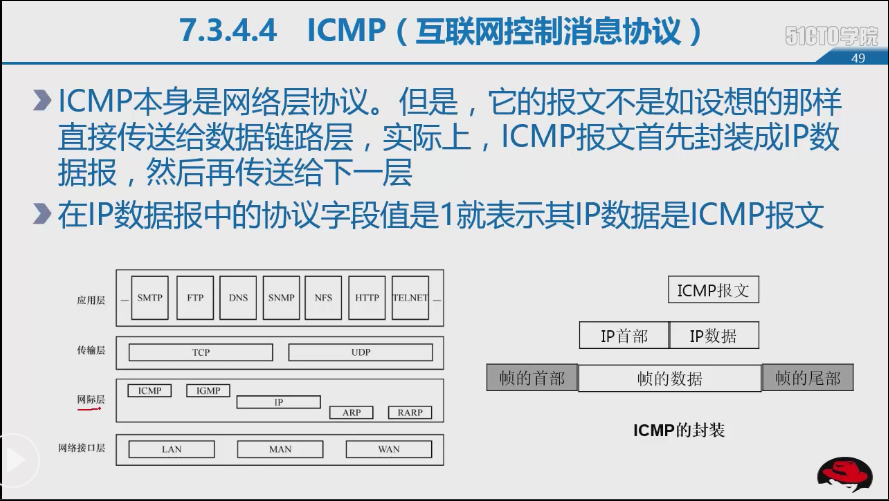 7.3.4.4 ICMP（互联网控制消息协议）
51CTO学院
49
ICMP本身是网络层协议。但是，它的报文不是如设想的那样
直接传送给数据链路层，实际上，ICMP报文首先封装成IP数
据报，然后再传送给下一层
在IP数据报中的协议字段值是1就表示其IP数据是ICMP报文
应用层 SMTP FTP DNS SNMP NFS HTTP TELNET
传输层 TCP UDP
网际层 ICMP IGMP IP ARP RARP
网络接口层 LAN MAN WAN
ICMP报文
IP首部 IP数据
帧的首部 帧的数据 帧的尾部
ICMP的封装